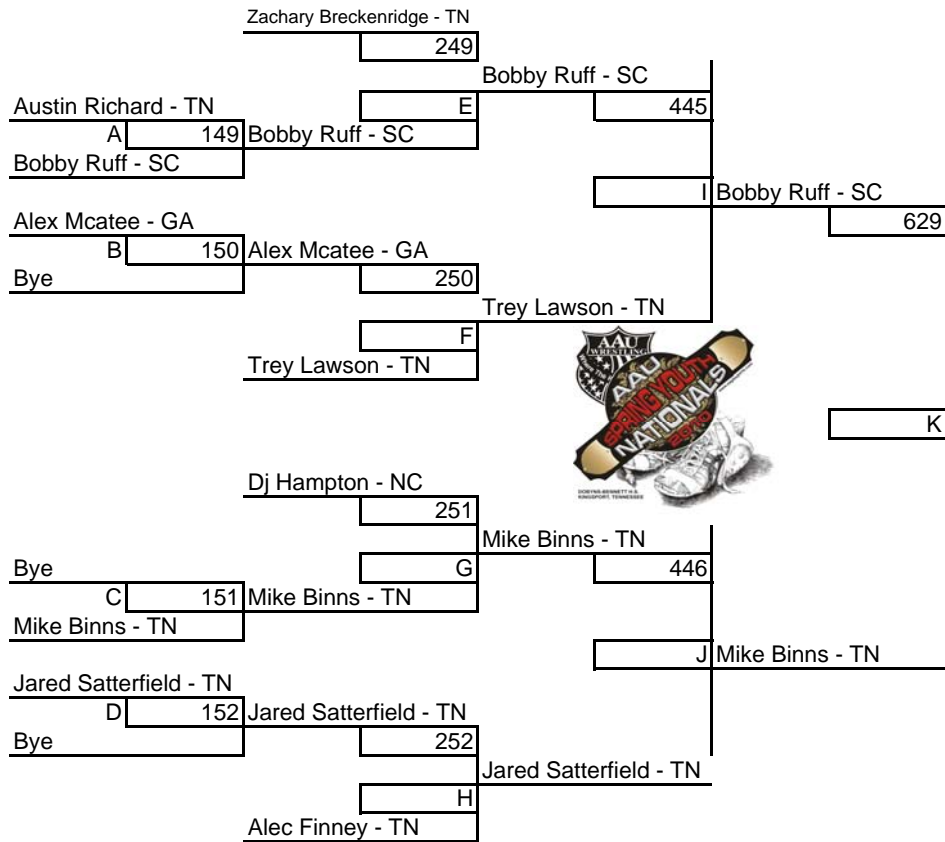 Zachary Breckenridge - TN
249
Bobby Ruff - SC
Austin Richard - TN
E
445
A
149
Bobby Ruff - SC
Bobby Ruff - SC
I
Bobby Ruff - SC
Alex Mcatee - GA
629
B
150
Alex Mcatee - GA
Bye
250
Trey Lawson - TN
F
Trey Lawson - TN
AAU
WRESTLING
AAU
SPRING YOUTH
NATIONALS
2010
K
DOBYNS-BENNETT H.S.
KINGSPORT, TENNESSEE
Dj Hampton - NC
251
Mike Binns - TN
Bye
G
446
C
151
Mike Binns - TN
Mike Binns - TN
J
Mike Binns - TN
Jared Satterfield - TN
D
152
Jared Satterfield - TN
Bye
252
Jared Satterfield - TN
H
Alec Finney - TN